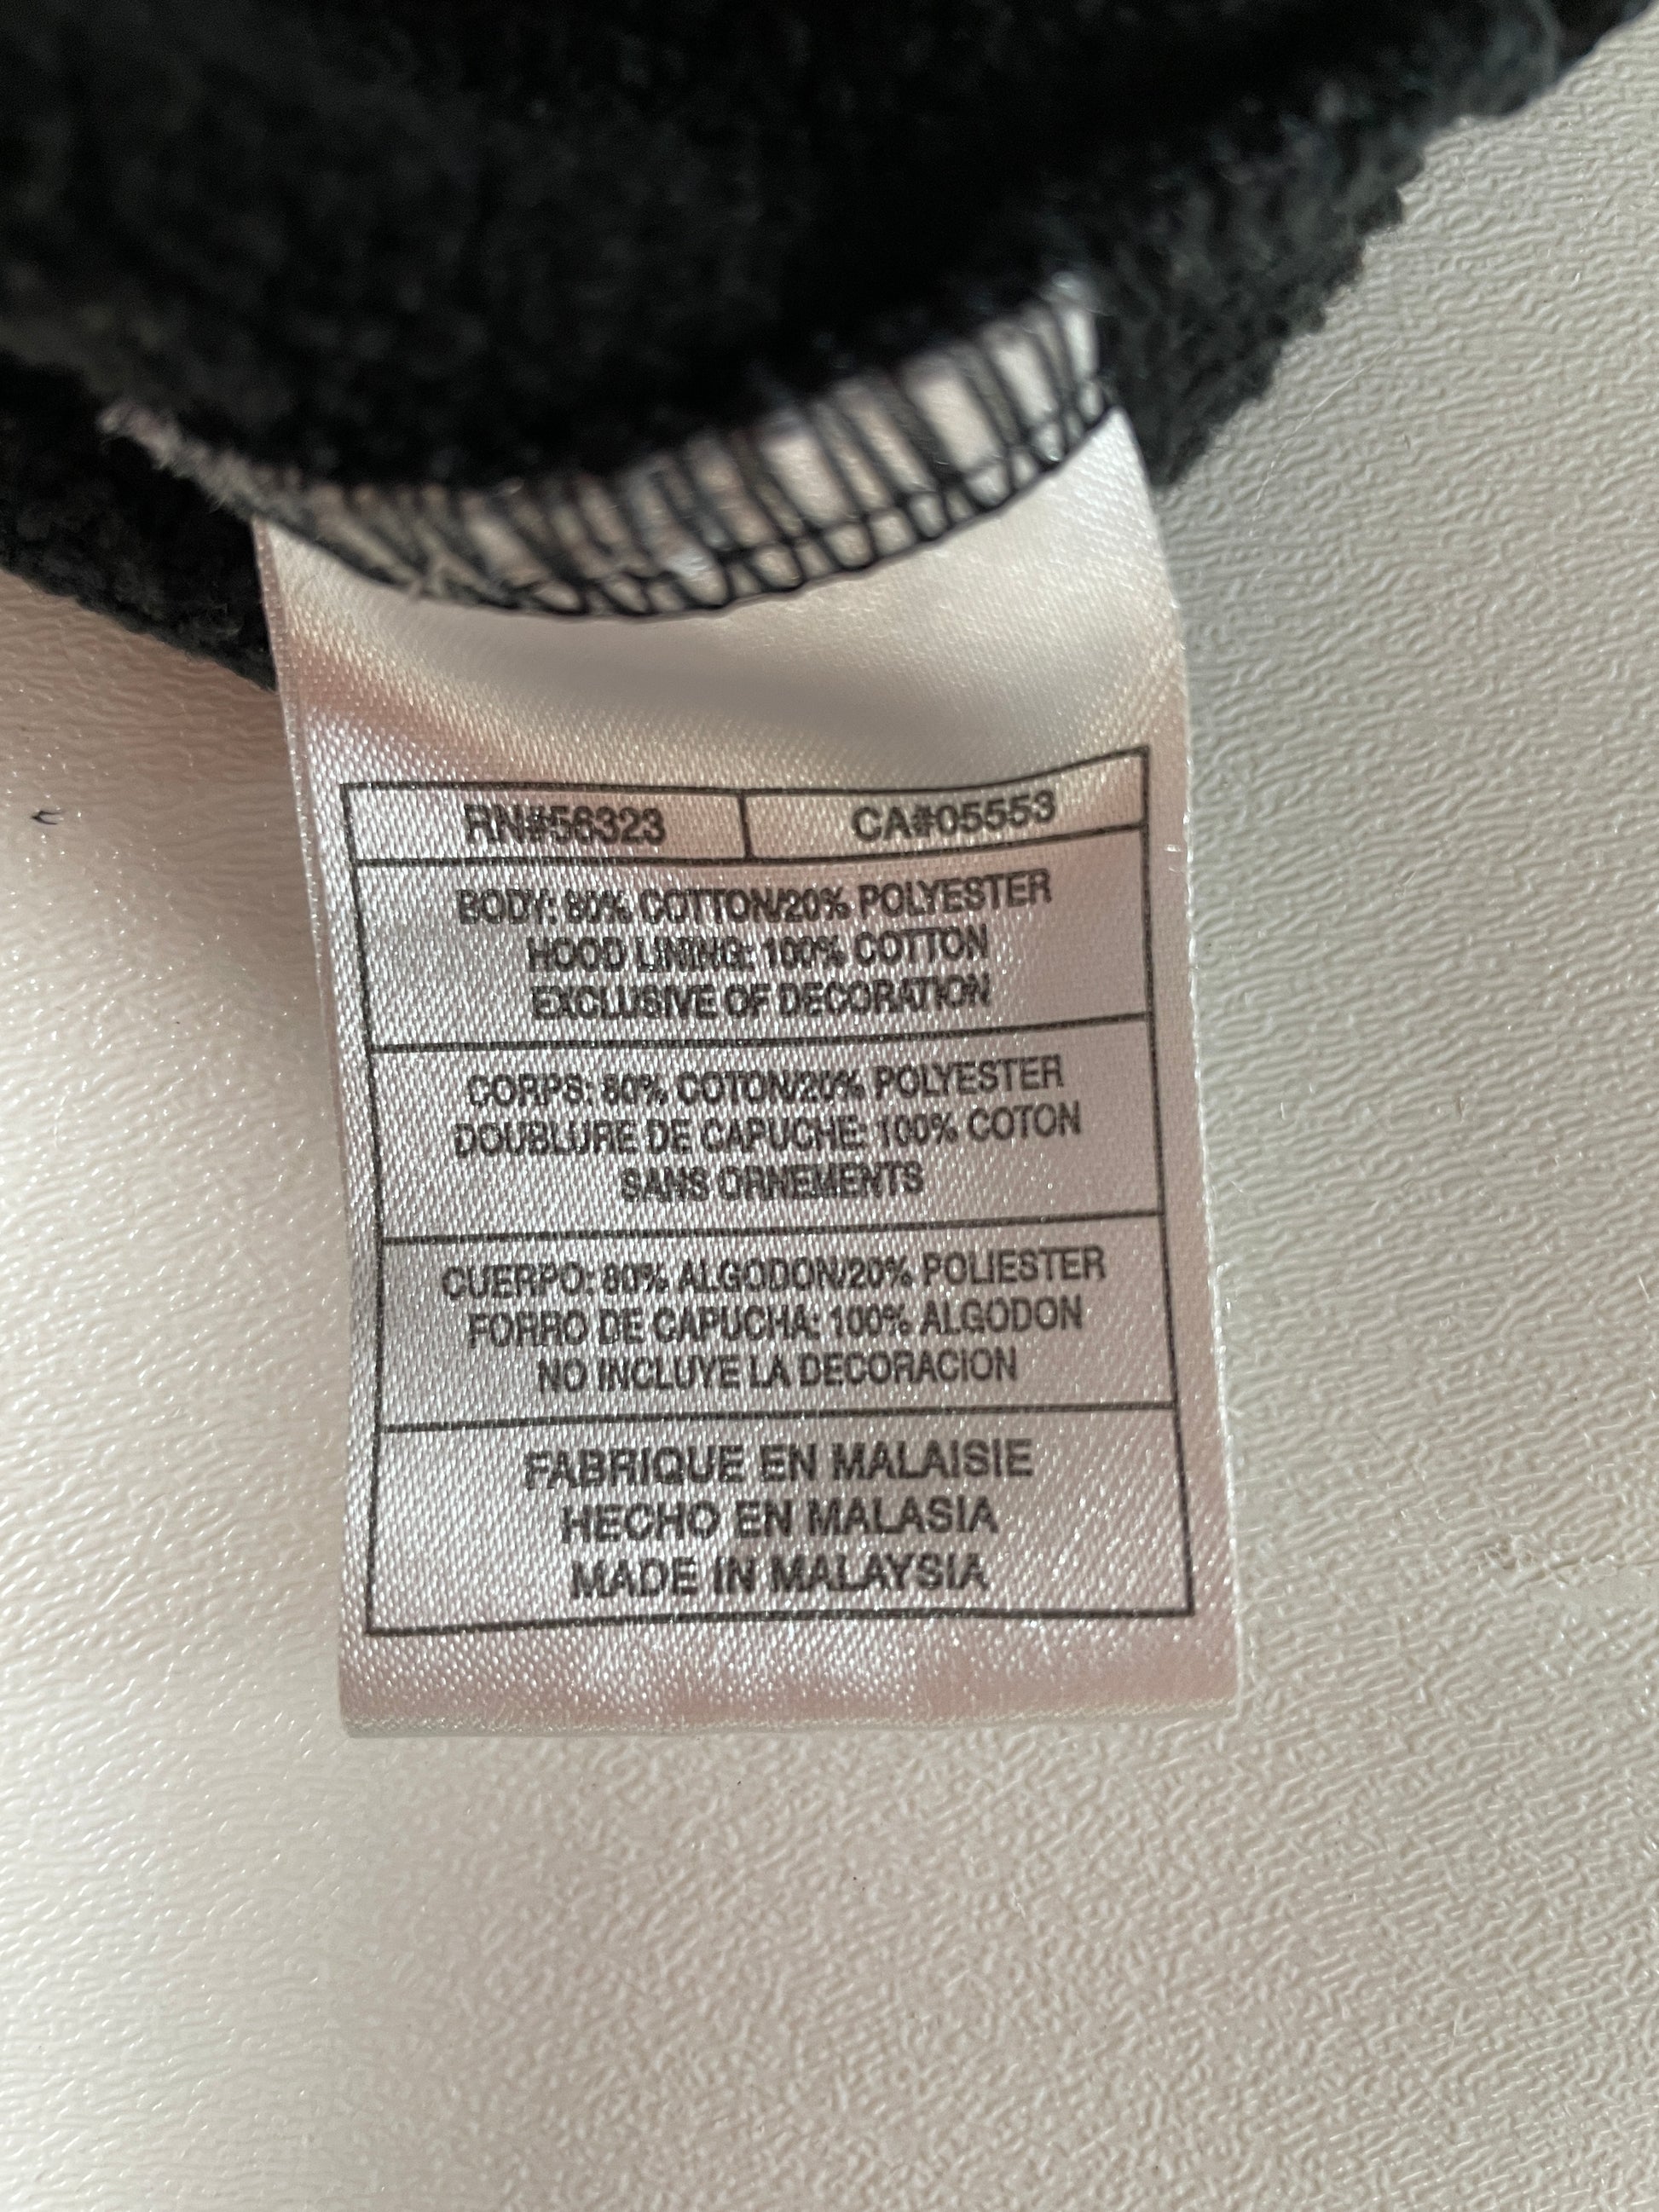 RN#56323 CA#05553
BODY: 80% COTTON/20% POLYESTER
HOOD LINING: 100% COTTON
EXCLUSIVE OF DECORATION
CORPS: 80% COTON/20% POLYESTER
DOUBLURE DE CAPUCHE: 100% COTON
SANS ORNEMENTS
CUERPO: 80% ALGODON/20% POLIESTER
FORRO DE CAPUCHA: 100% ALGODON
NO INCLUYE LA DECORACION
FABRIQUE EN MALAISIE
HECHO EN MALASIA
MADE IN MALAYSIA